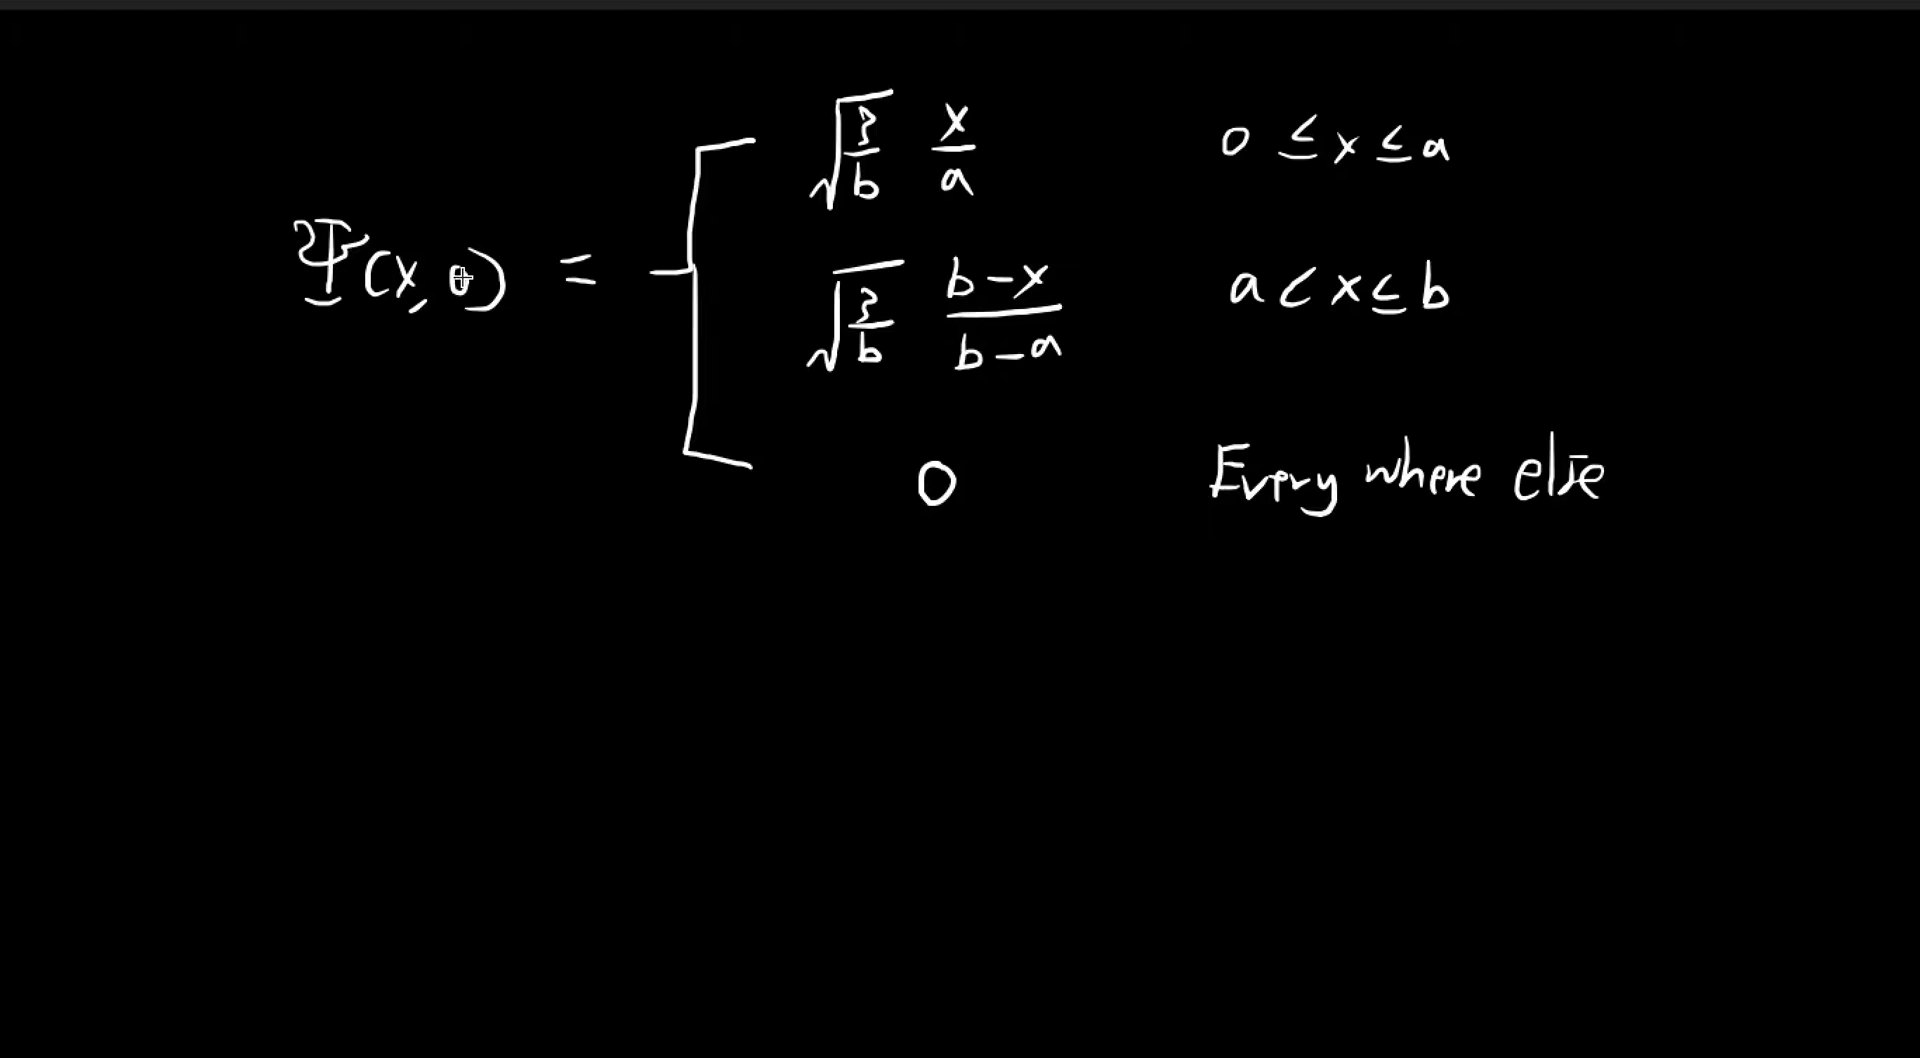 √(3/b) x/a 0 ≤ x ≤ a
Ψ(x, 0) = √(3/b) (b-x)/(b-a) a < x ≤ b
0 Every where else